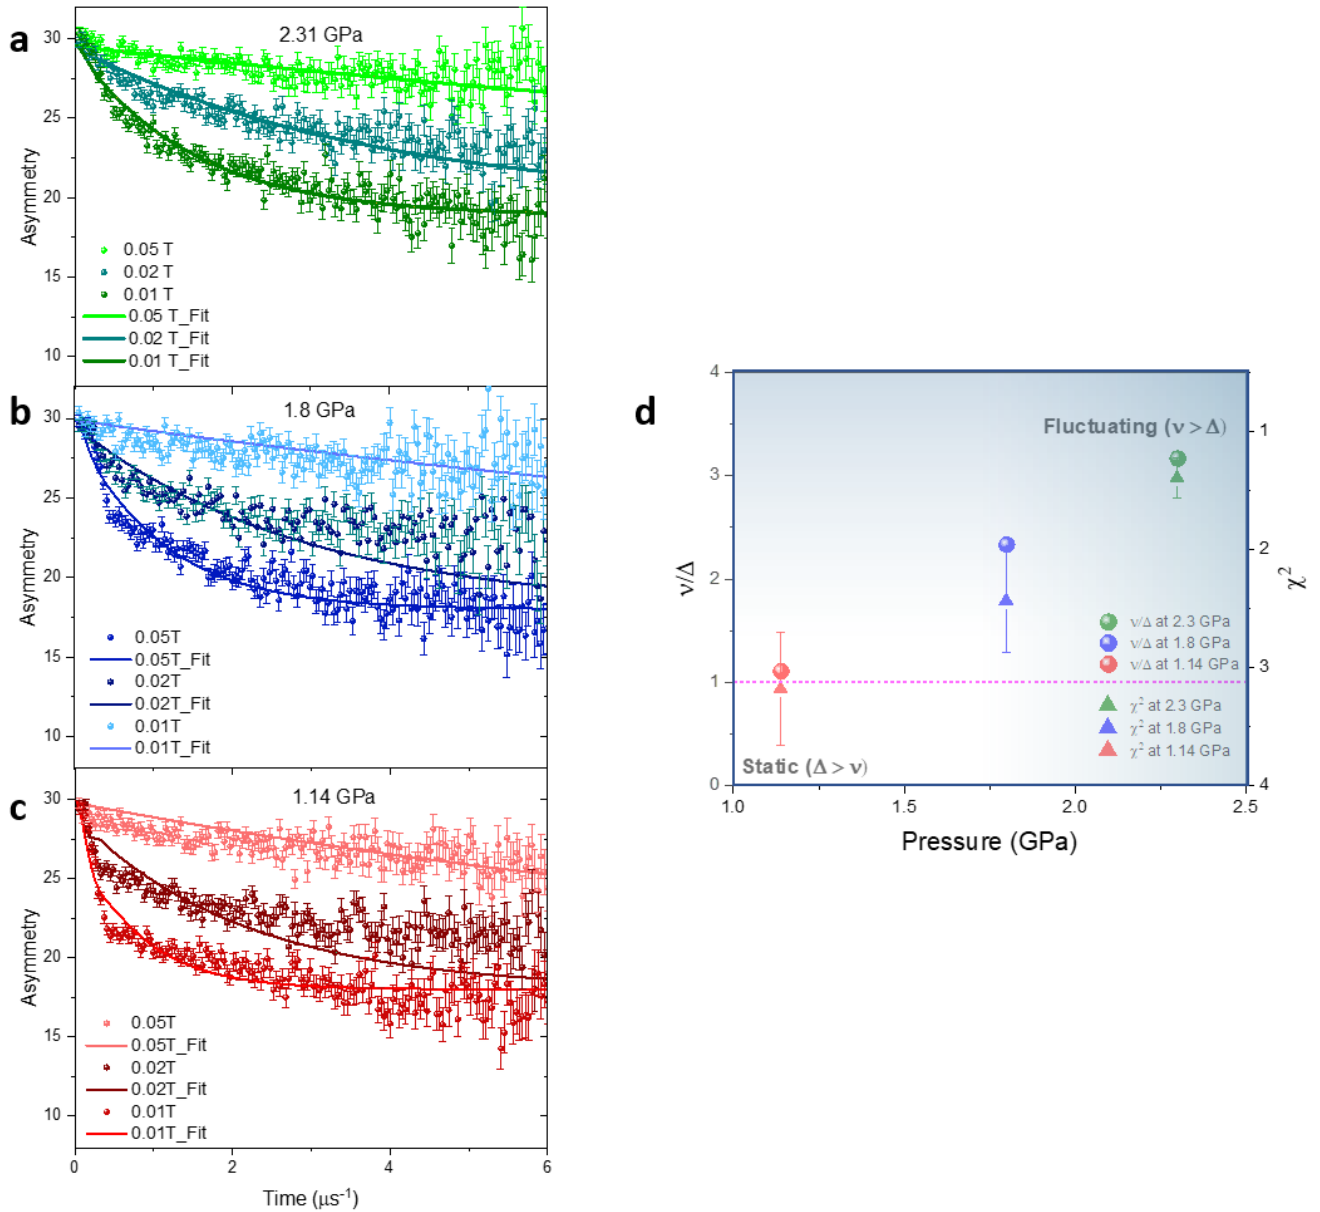 a
2.31 GPa
30
25
20
15
10
Asymmetry
0.05 T
0.02 T
0.01 T
0.05 T_Fit
0.02 T_Fit
0.01 T_Fit
b
1.8 GPa
30
25
20
15
10
Asymmetry
0.05T
0.05T_Fit
0.02T
0.02T_Fit
0.01T
0.01T_Fit
c
1.14 GPa
30
25
20
15
10
Asymmetry
0.05T
0.05T_Fit
0.02T
0.02T_Fit
0.01T
0.01T_Fit
0 2 4 6
Time (μs⁻¹)
d
4
3
2
1
0
ν/Δ
Fluctuating (ν > Δ)
ν/Δ at 2.3 GPa
ν/Δ at 1.8 GPa
ν/Δ at 1.14 GPa
χ² at 2.3 GPa
χ² at 1.8 GPa
χ² at 1.14 GPa
Static (Δ > ν)
1
2
3
4
χ²
1.0 1.5 2.0 2.5
Pressure (GPa)